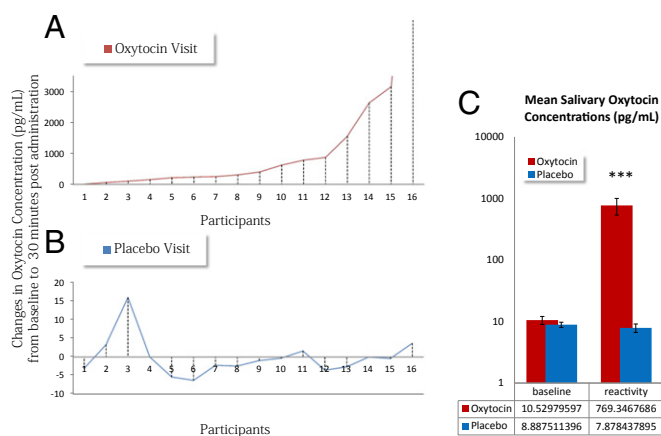 A
Oxytocin Visit
Changes in Oxytocin Concentration (pg/mL)
from baseline to 30 minutes post administration
3000
2000
1000
0
1 2 3 4 5 6 7 8 9 10 11 12 13 14 15 16
Participants
B
Placebo Visit
20
15
10
5
0
-5
-10
1 2 3 4 5 6 7 8 9 10 11 12 13 14 15 16
Participants
C
Mean Salivary Oxytocin
Concentrations (pg/mL)
10000
1000
100
10
1
Oxytocin
Placebo
***
baseline reactivity
Oxytocin 10.52979597 769.3467686
Placebo 8.887511396 7.878437895